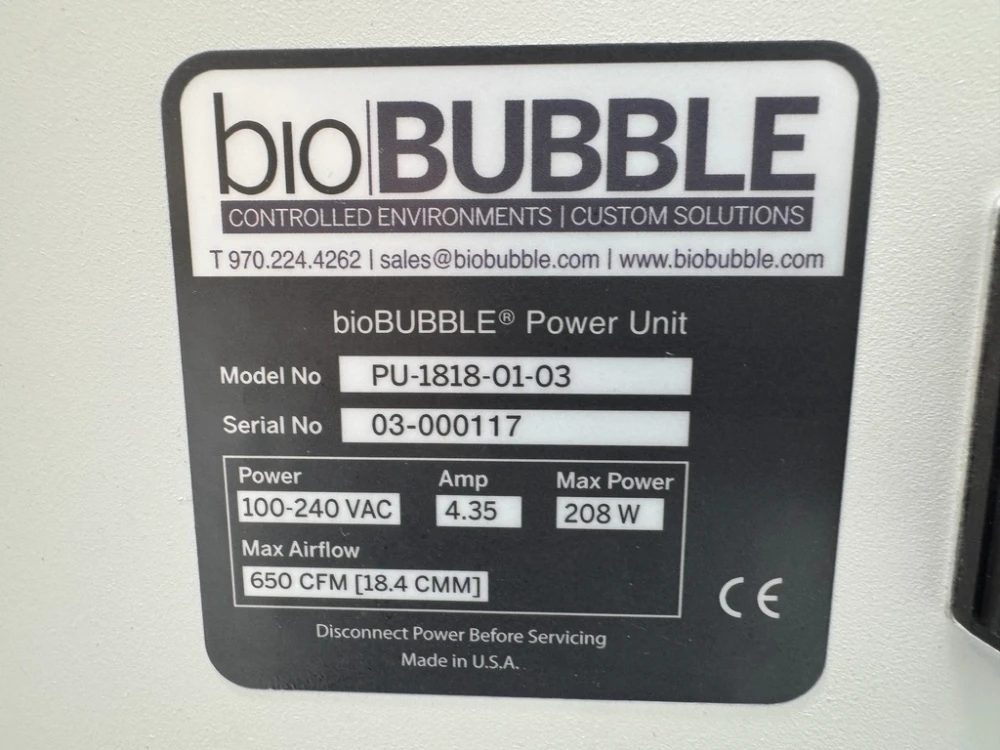 bio|BUBBLE
CONTROLLED ENVIRONMENTS | CUSTOM SOLUTIONS
T 970.224.4262 | sales@biobubble.com | www.biobubble.com
bioBUBBLE® Power Unit
Model No PU-1818-01-03
Serial No 03-000117
Power Amp Max Power
100-240 VAC 4.35 208 W
Max Airflow
650 CFM [18.4 CMM]
CE
Disconnect Power Before Servicing
Made in U.S.A.